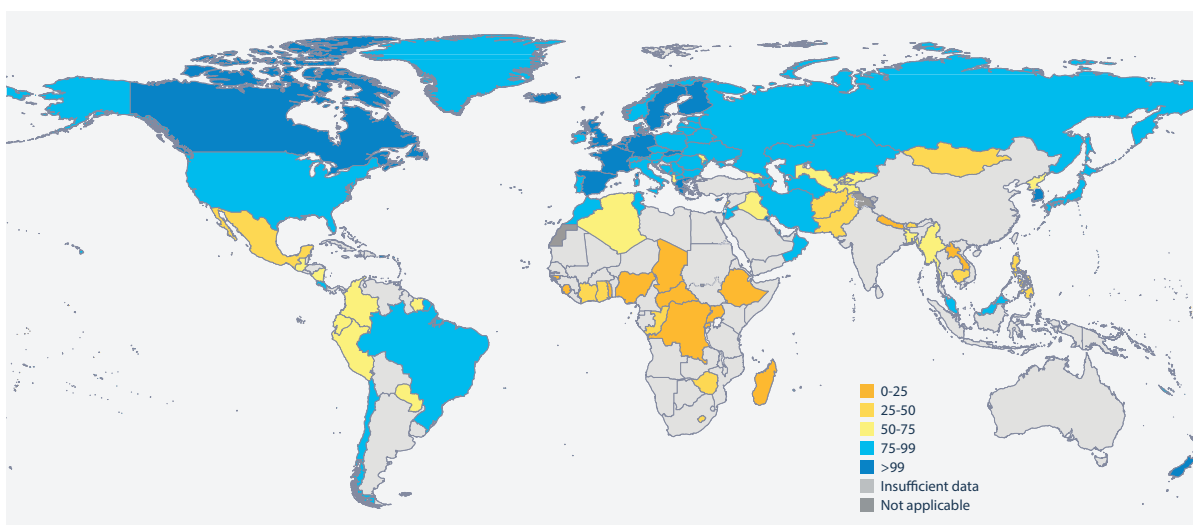 0-25
25-50
50-75
75-99
>99
Insufficient data
Not applicable